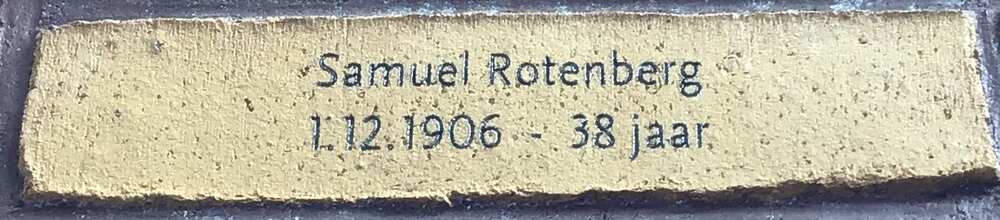 Samuel Rotenberg
1.12.1906 - 38 jaar